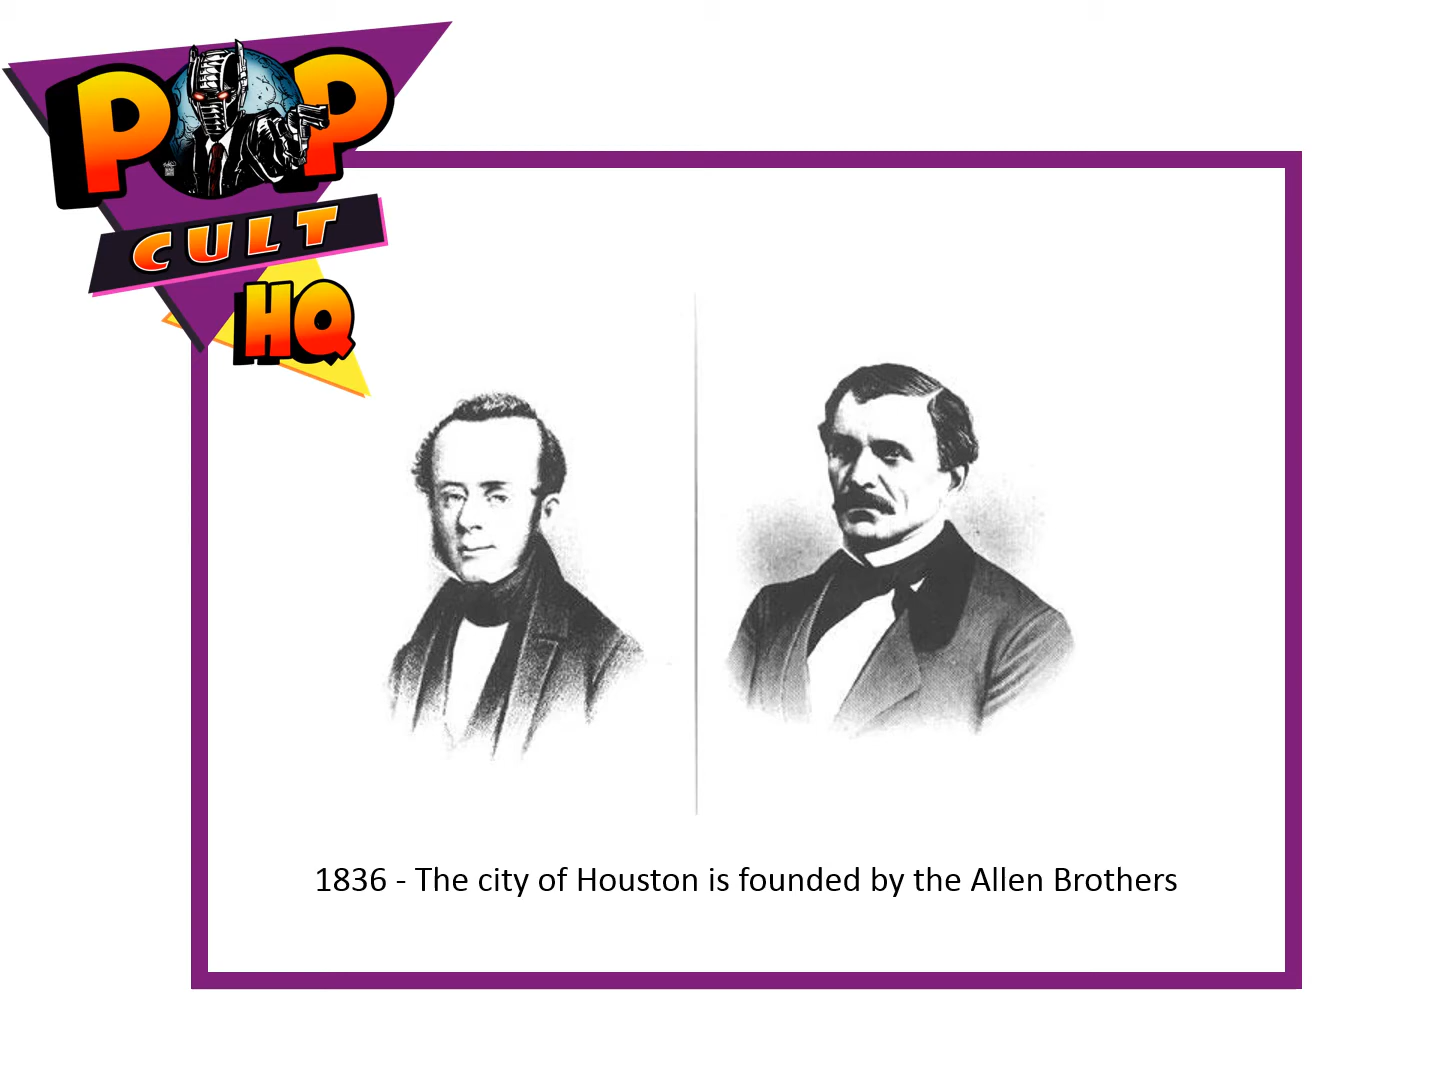 POP
CULT
HQ
1836 - The city of Houston is founded by the Allen Brothers